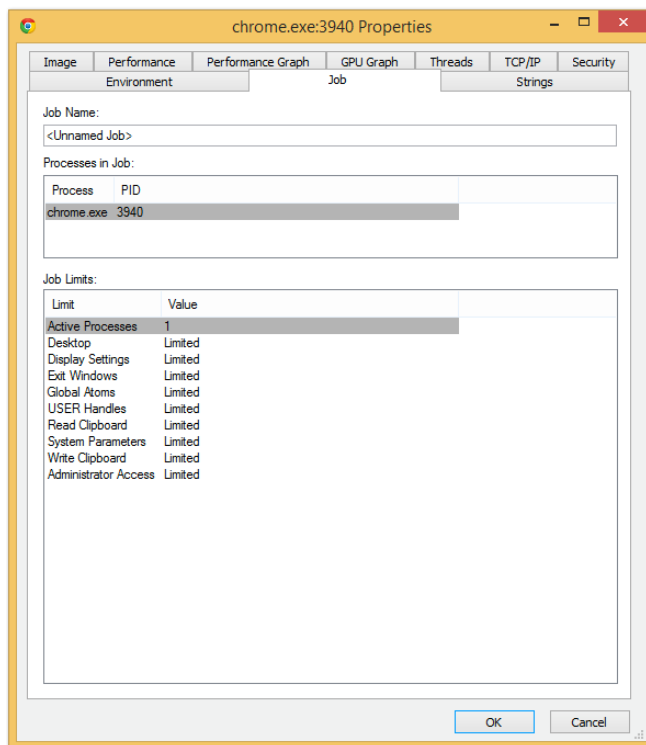 chrome.exe:3940 Properties
Image Performance Performance Graph GPU Graph Threads TCP/IP Security
Environment Job Strings
Job Name:
<Unnamed Job>
Processes in Job:
Process PID
chrome.exe 3940
Job Limits:
Limit Value
Active Processes 1
Desktop Limited
Display Settings Limited
Exit Windows Limited
Global Atoms Limited
USER Handles Limited
Read Clipboard Limited
System Parameters Limited
Write Clipboard Limited
Administrator Access Limited
OK Cancel